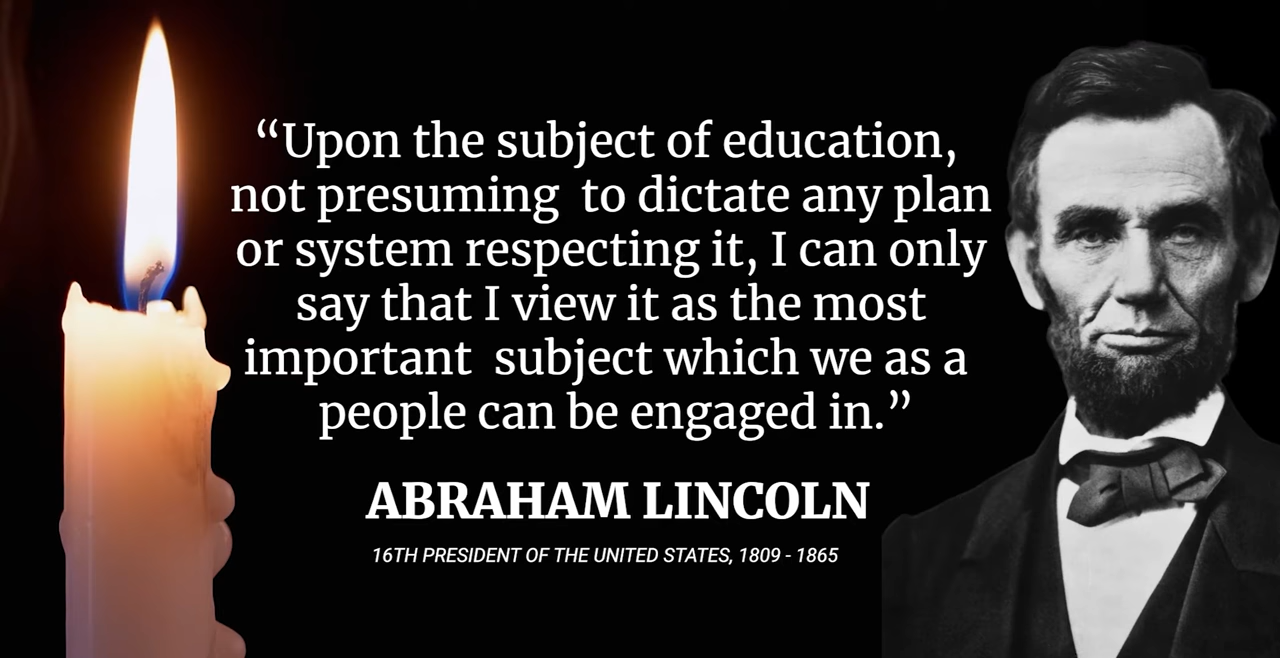 “Upon the subject of education,
not presuming  to dictate any plan
or system respecting it, I can only
say that I view it as the most
important  subject which we as a
people can be engaged in.”
ABRAHAM LINCOLN
16TH PRESIDENT OF THE UNITED STATES, 1809 - 1865